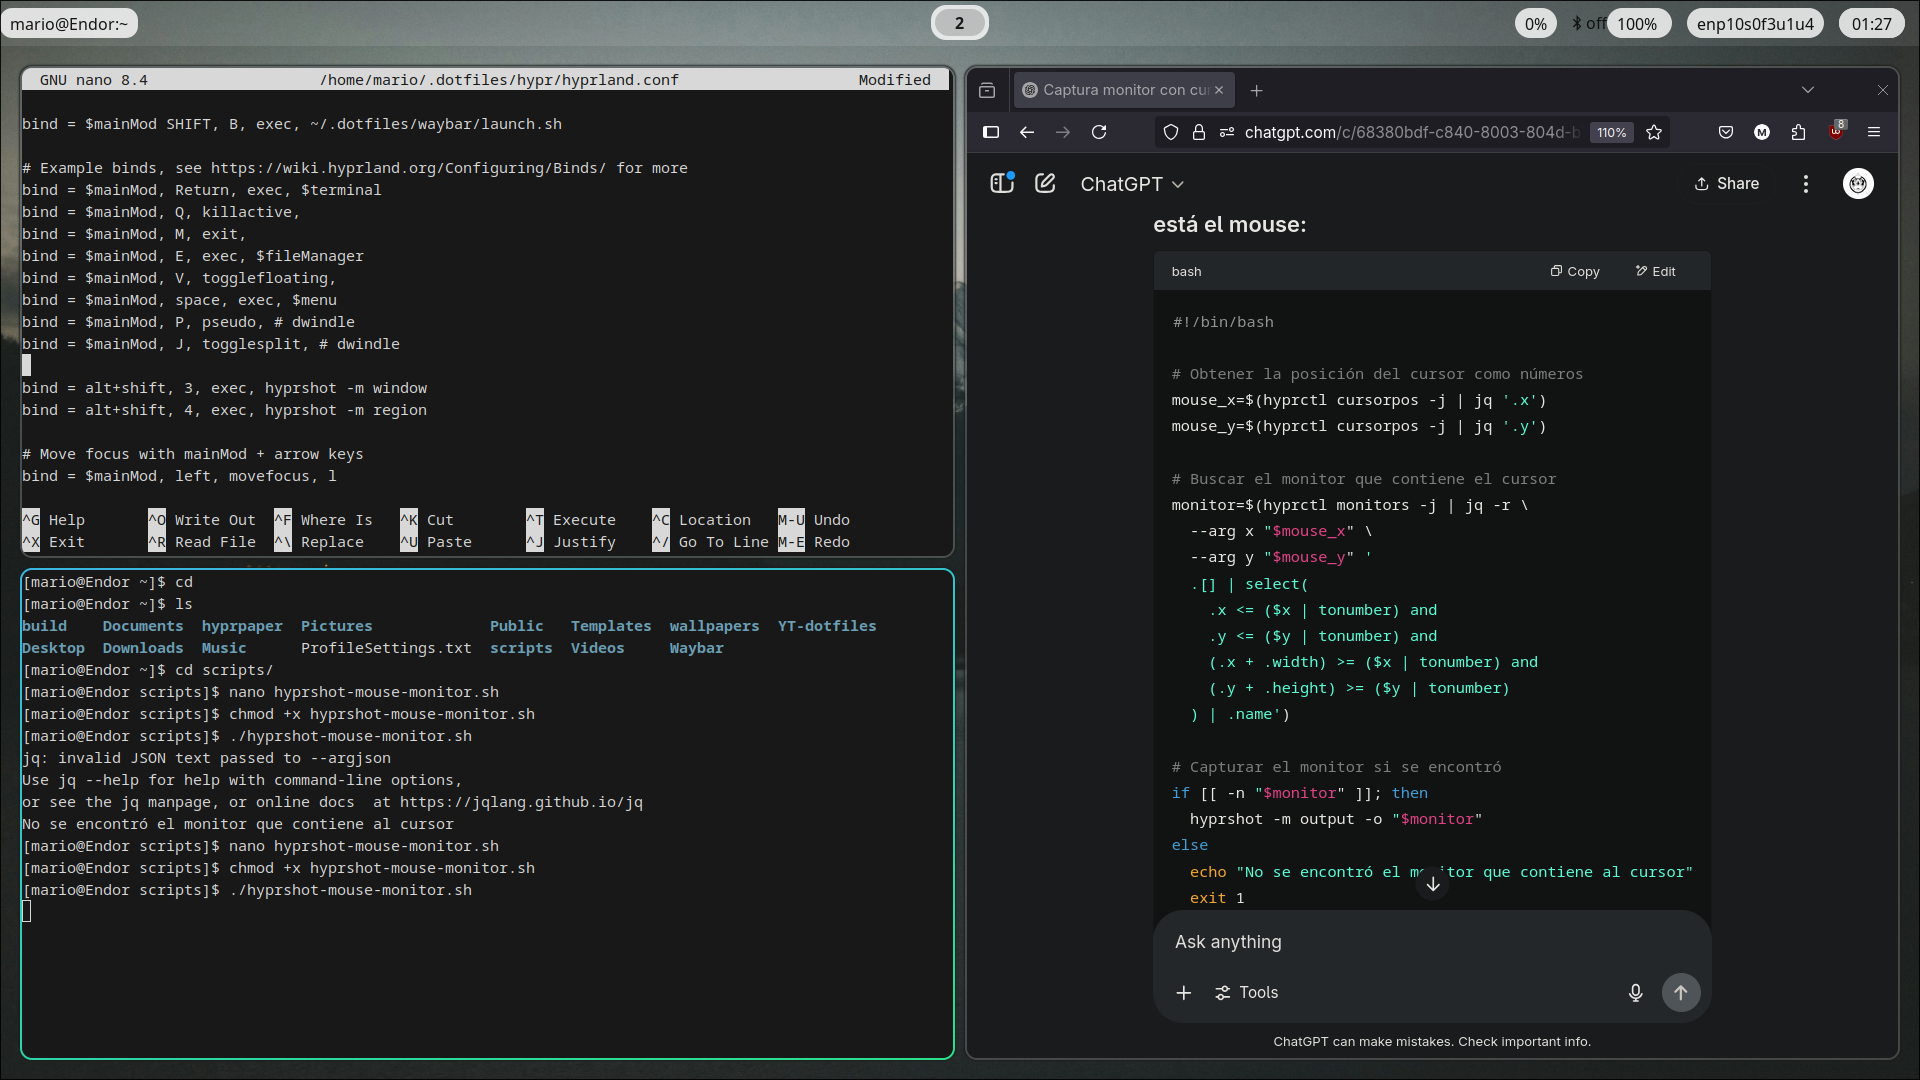 mario@Endor:~
2
0%
off 100%
enp10s0f3u1u4
01:27
GNU nano 8.4 /home/mario/.dotfiles/hypr/hyprland.conf Modified
bind = $mainMod SHIFT, B, exec, ~/.dotfiles/waybar/launch.sh
# Example binds, see https://wiki.hyprland.org/Configuring/Binds/ for more
bind = $mainMod, Return, exec, $terminal
bind = $mainMod, Q, killactive,
bind = $mainMod, M, exit,
bind = $mainMod, E, exec, $fileManager
bind = $mainMod, V, togglefloating,
bind = $mainMod, space, exec, $menu
bind = $mainMod, P, pseudo, # dwindle
bind = $mainMod, J, togglesplit, # dwindle
bind = alt+shift, 3, exec, hyprshot -m window
bind = alt+shift, 4, exec, hyprshot -m region
# Move focus with mainMod + arrow keys
bind = $mainMod, left, movefocus, l
^G Help ^O Write Out ^F Where Is ^K Cut ^T Execute ^C Location M-U Undo
^X Exit ^R Read File ^\ Replace ^U Paste ^J Justify ^/ Go To Line M-E Redo
[mario@Endor ~]$ cd
[mario@Endor ~]$ ls
build Documents hyprpaper Pictures Public Templates wallpapers YT-dotfiles
Desktop Downloads Music ProfileSettings.txt scripts Videos Waybar
[mario@Endor ~]$ cd scripts/
[mario@Endor scripts]$ nano hyprshot-mouse-monitor.sh
[mario@Endor scripts]$ chmod +x hyprshot-mouse-monitor.sh
[mario@Endor scripts]$ ./hyprshot-mouse-monitor.sh
jq: invalid JSON text passed to --argjson
Use jq --help for help with command-line options,
or see the jq manpage, or online docs  at https://jqlang.github.io/jq
No se encontró el monitor que contiene al cursor
[mario@Endor scripts]$ nano hyprshot-mouse-monitor.sh
[mario@Endor scripts]$ chmod +x hyprshot-mouse-monitor.sh
[mario@Endor scripts]$ ./hyprshot-mouse-monitor.sh
Captura monitor con cu
chatgpt.com/c/68380bdf-c840-8003-804d-b 110%
M
8
ChatGPT
Share
está el mouse:
bash Copy Edit
#!/bin/bash
# Obtener la posición del cursor como números
mouse_x=$(hyprctl cursorpos -j | jq '.x')
mouse_y=$(hyprctl cursorpos -j | jq '.y')
# Buscar el monitor que contiene el cursor
monitor=$(hyprctl monitors -j | jq -r \
--arg x "$mouse_x" \
--arg y "$mouse_y" '
.[] | select(
.x <= ($x | tonumber) and
.y <= ($y | tonumber) and
(.x + .width) >= ($x | tonumber) and
(.y + .height) >= ($y | tonumber)
) | .name')
# Capturar el monitor si se encontró
if [[ -n "$monitor" ]]; then
hyprshot -m output -o "$monitor"
else
echo "No se encontró el monitor que contiene al cursor"
exit 1
Ask anything
Tools
ChatGPT can make mistakes. Check important info.